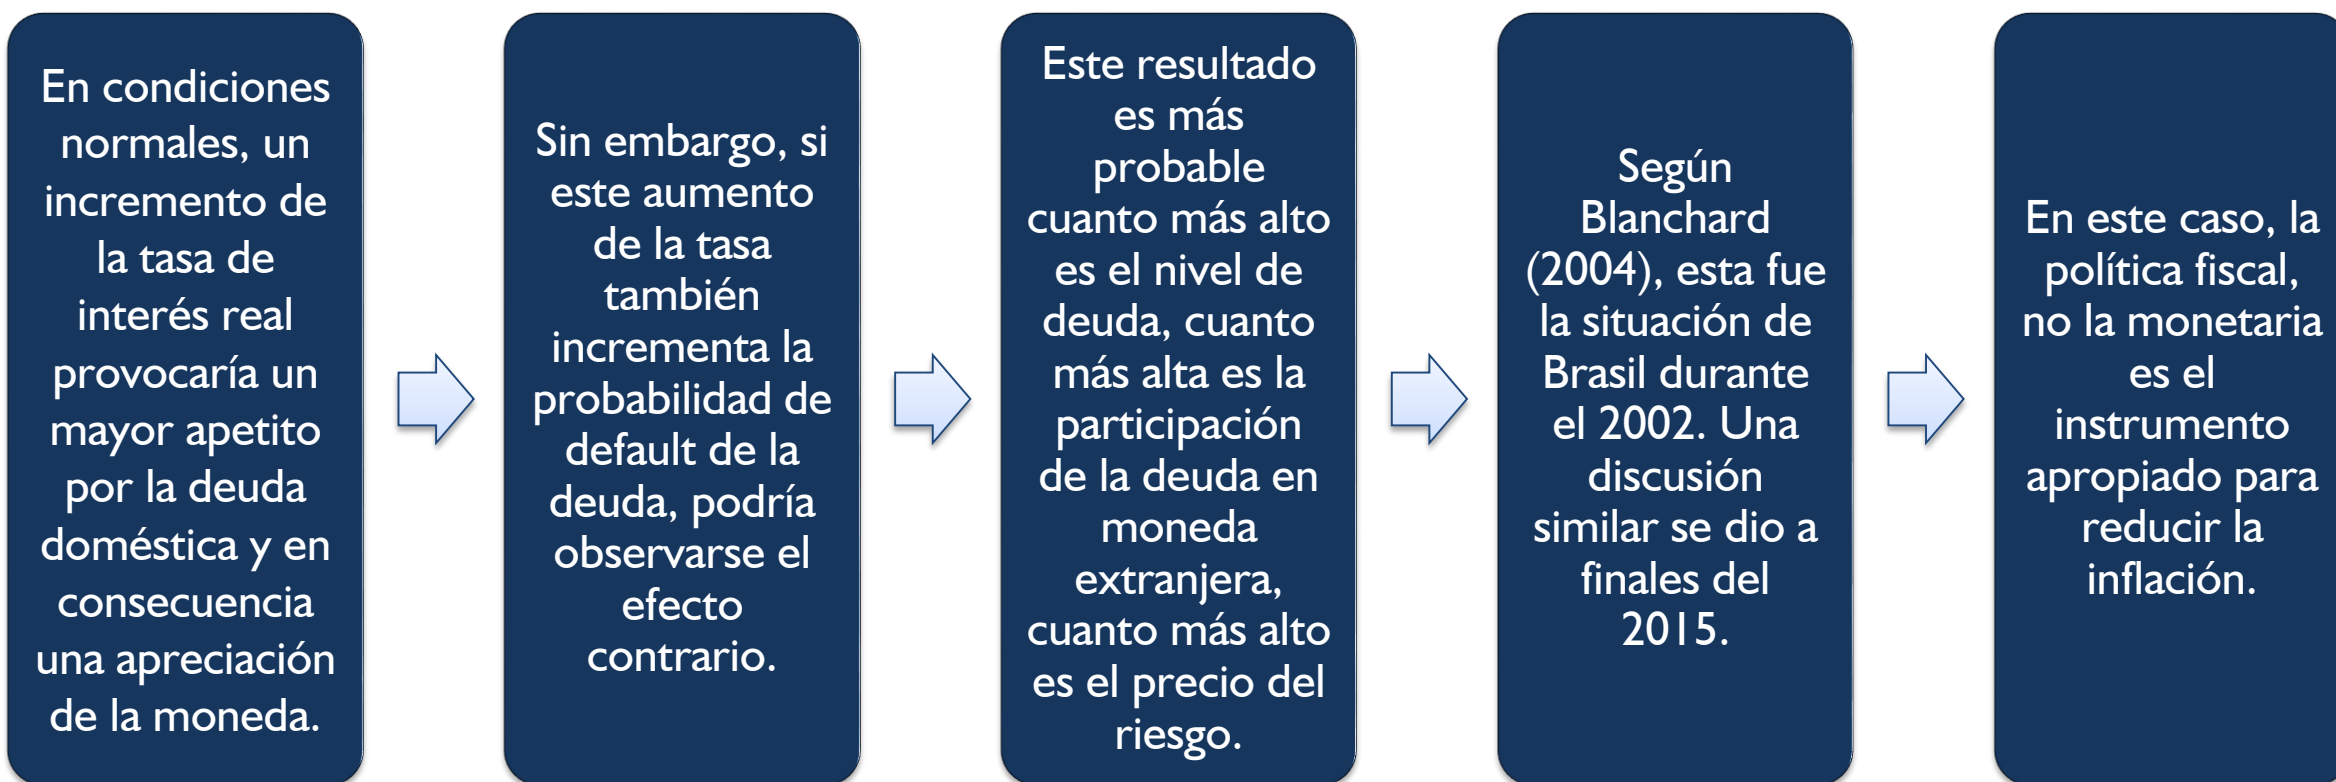 En condiciones
normales, un
incremento de
la tasa de
interés real
provocaría un
mayor apetito
por la deuda
doméstica y en
consecuencia
una apreciación
de la moneda.
Sin embargo, si
este aumento
de la tasa
también
incrementa la
probabilidad de
default de la
deuda, podría
observarse el
efecto
contrario.
Este resultado
es más
probable
cuanto más alto
es el nivel de
deuda, cuanto
más alta es la
participación
de la deuda en
moneda
extranjera,
cuanto más alto
es el precio del
riesgo.
Según
Blanchard
(2004), esta fue
la situación de
Brasil durante
el 2002. Una
discusión
similar se dio a
finales del
2015.
En este caso, la
política fiscal,
no la monetaria
es el
instrumento
apropiado para
reducir la
inflación.